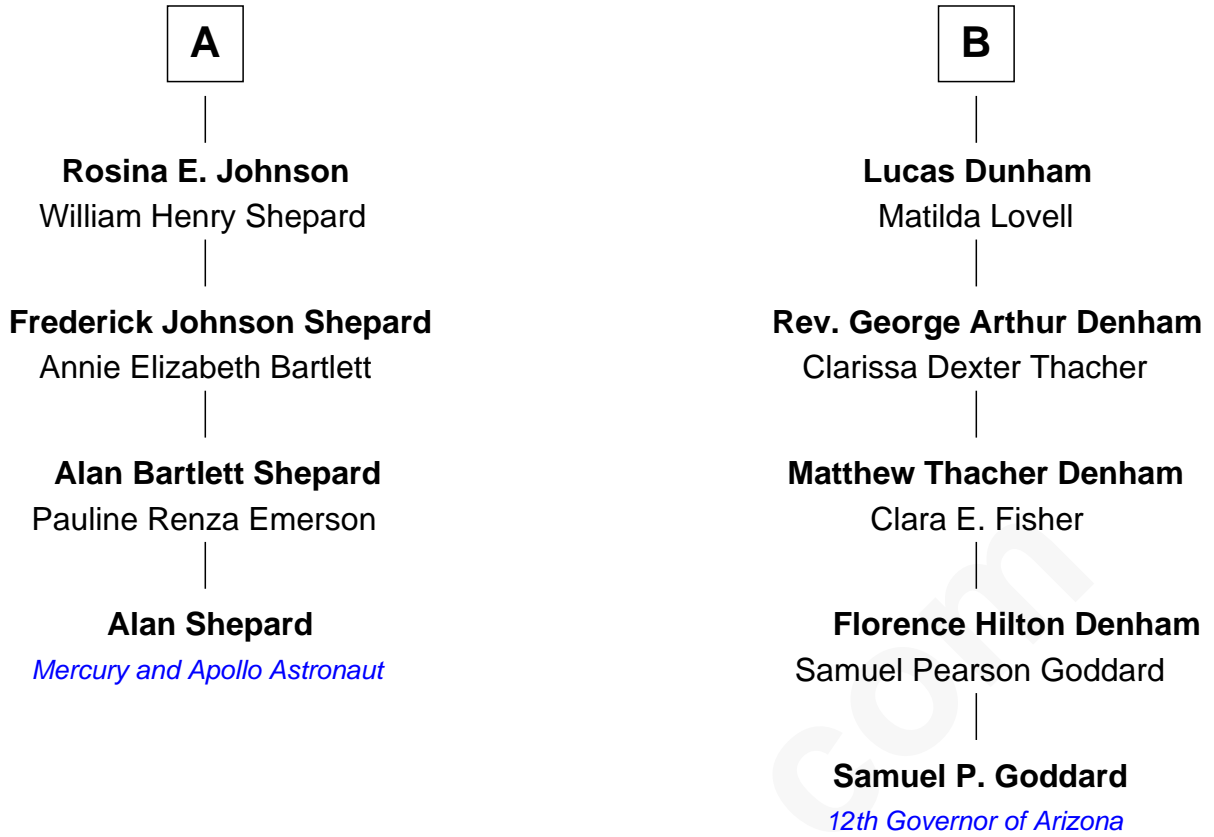 A
Rosina E. Johnson
William Henry Shepard
Frederick Johnson Shepard
Annie Elizabeth Bartlett
Alan Bartlett Shepard
Pauline Renza Emerson
Alan Shepard
Mercury and Apollo Astronaut
B
Lucas Dunham
Matilda Lovell
Rev. George Arthur Denham
Clarissa Dexter Thacher
Matthew Thacher Denham
Clara E. Fisher
Florence Hilton Denham
Samuel Pearson Goddard
Samuel P. Goddard
12th Governor of Arizona
com